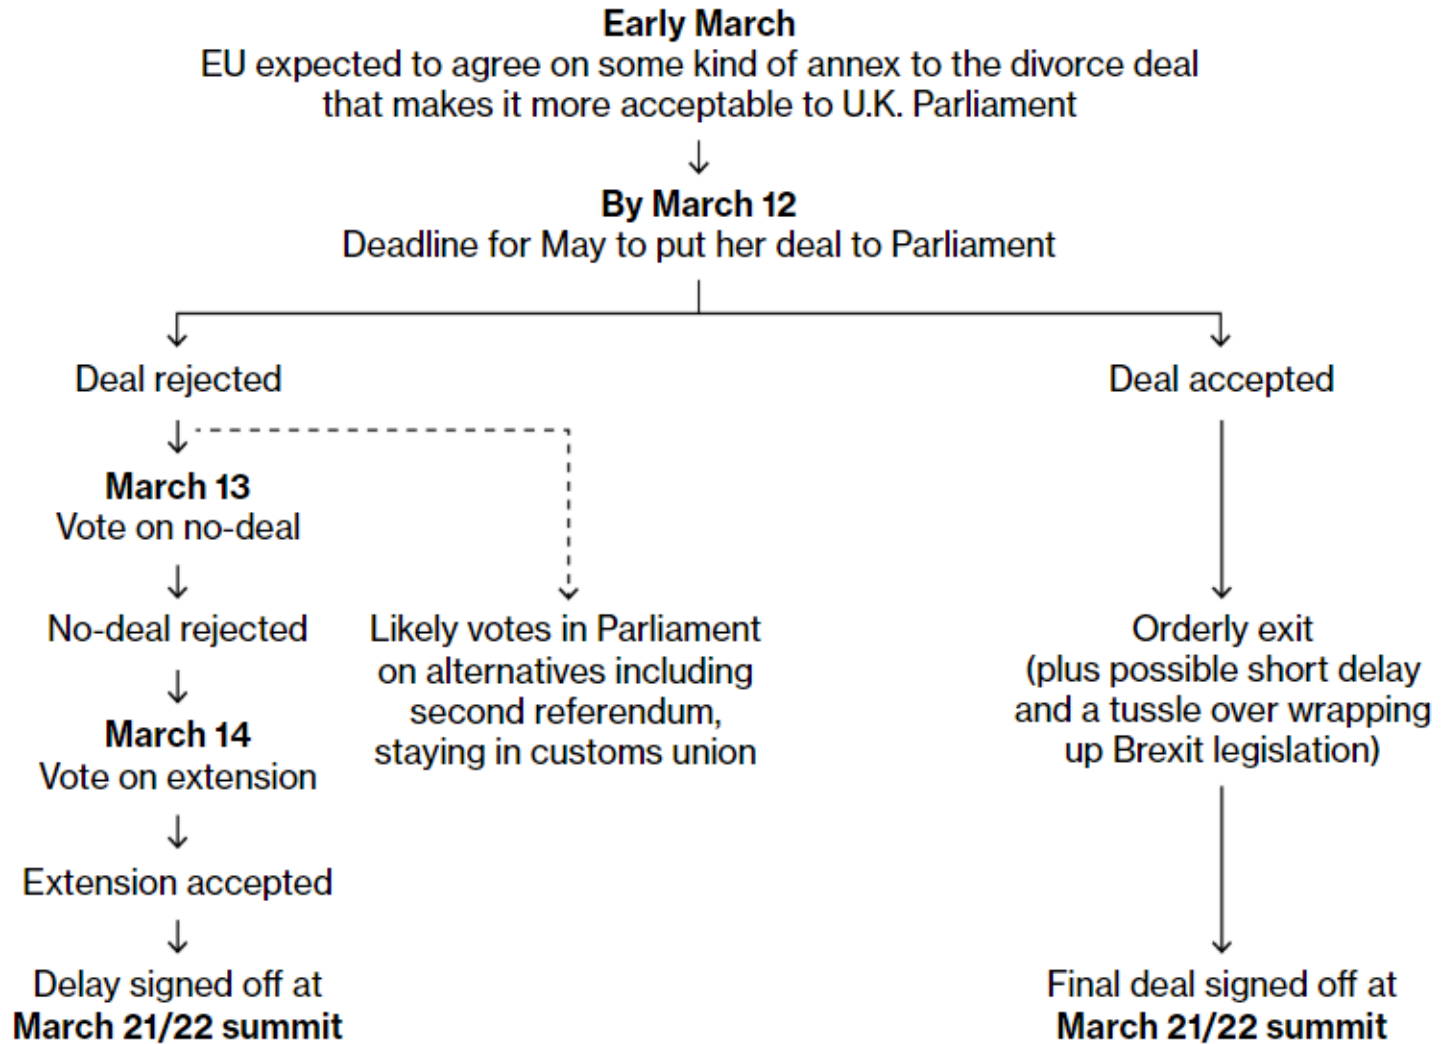 Early March
EU expected to agree on some kind of annex to the divorce deal
that makes it more acceptable to U.K. Parliament
By March 12
Deadline for May to put her deal to Parliament
Deal rejected
Deal accepted
March 13
Vote on no-deal
No-deal rejected
March 14
Vote on extension
Extension accepted
Delay signed off at
March 21/22 summit
Likely votes in Parliament
on alternatives including
second referendum,
staying in customs union
Orderly exit
(plus possible short delay
and a tussle over wrapping
up Brexit legislation)
Final deal signed off at
March 21/22 summit